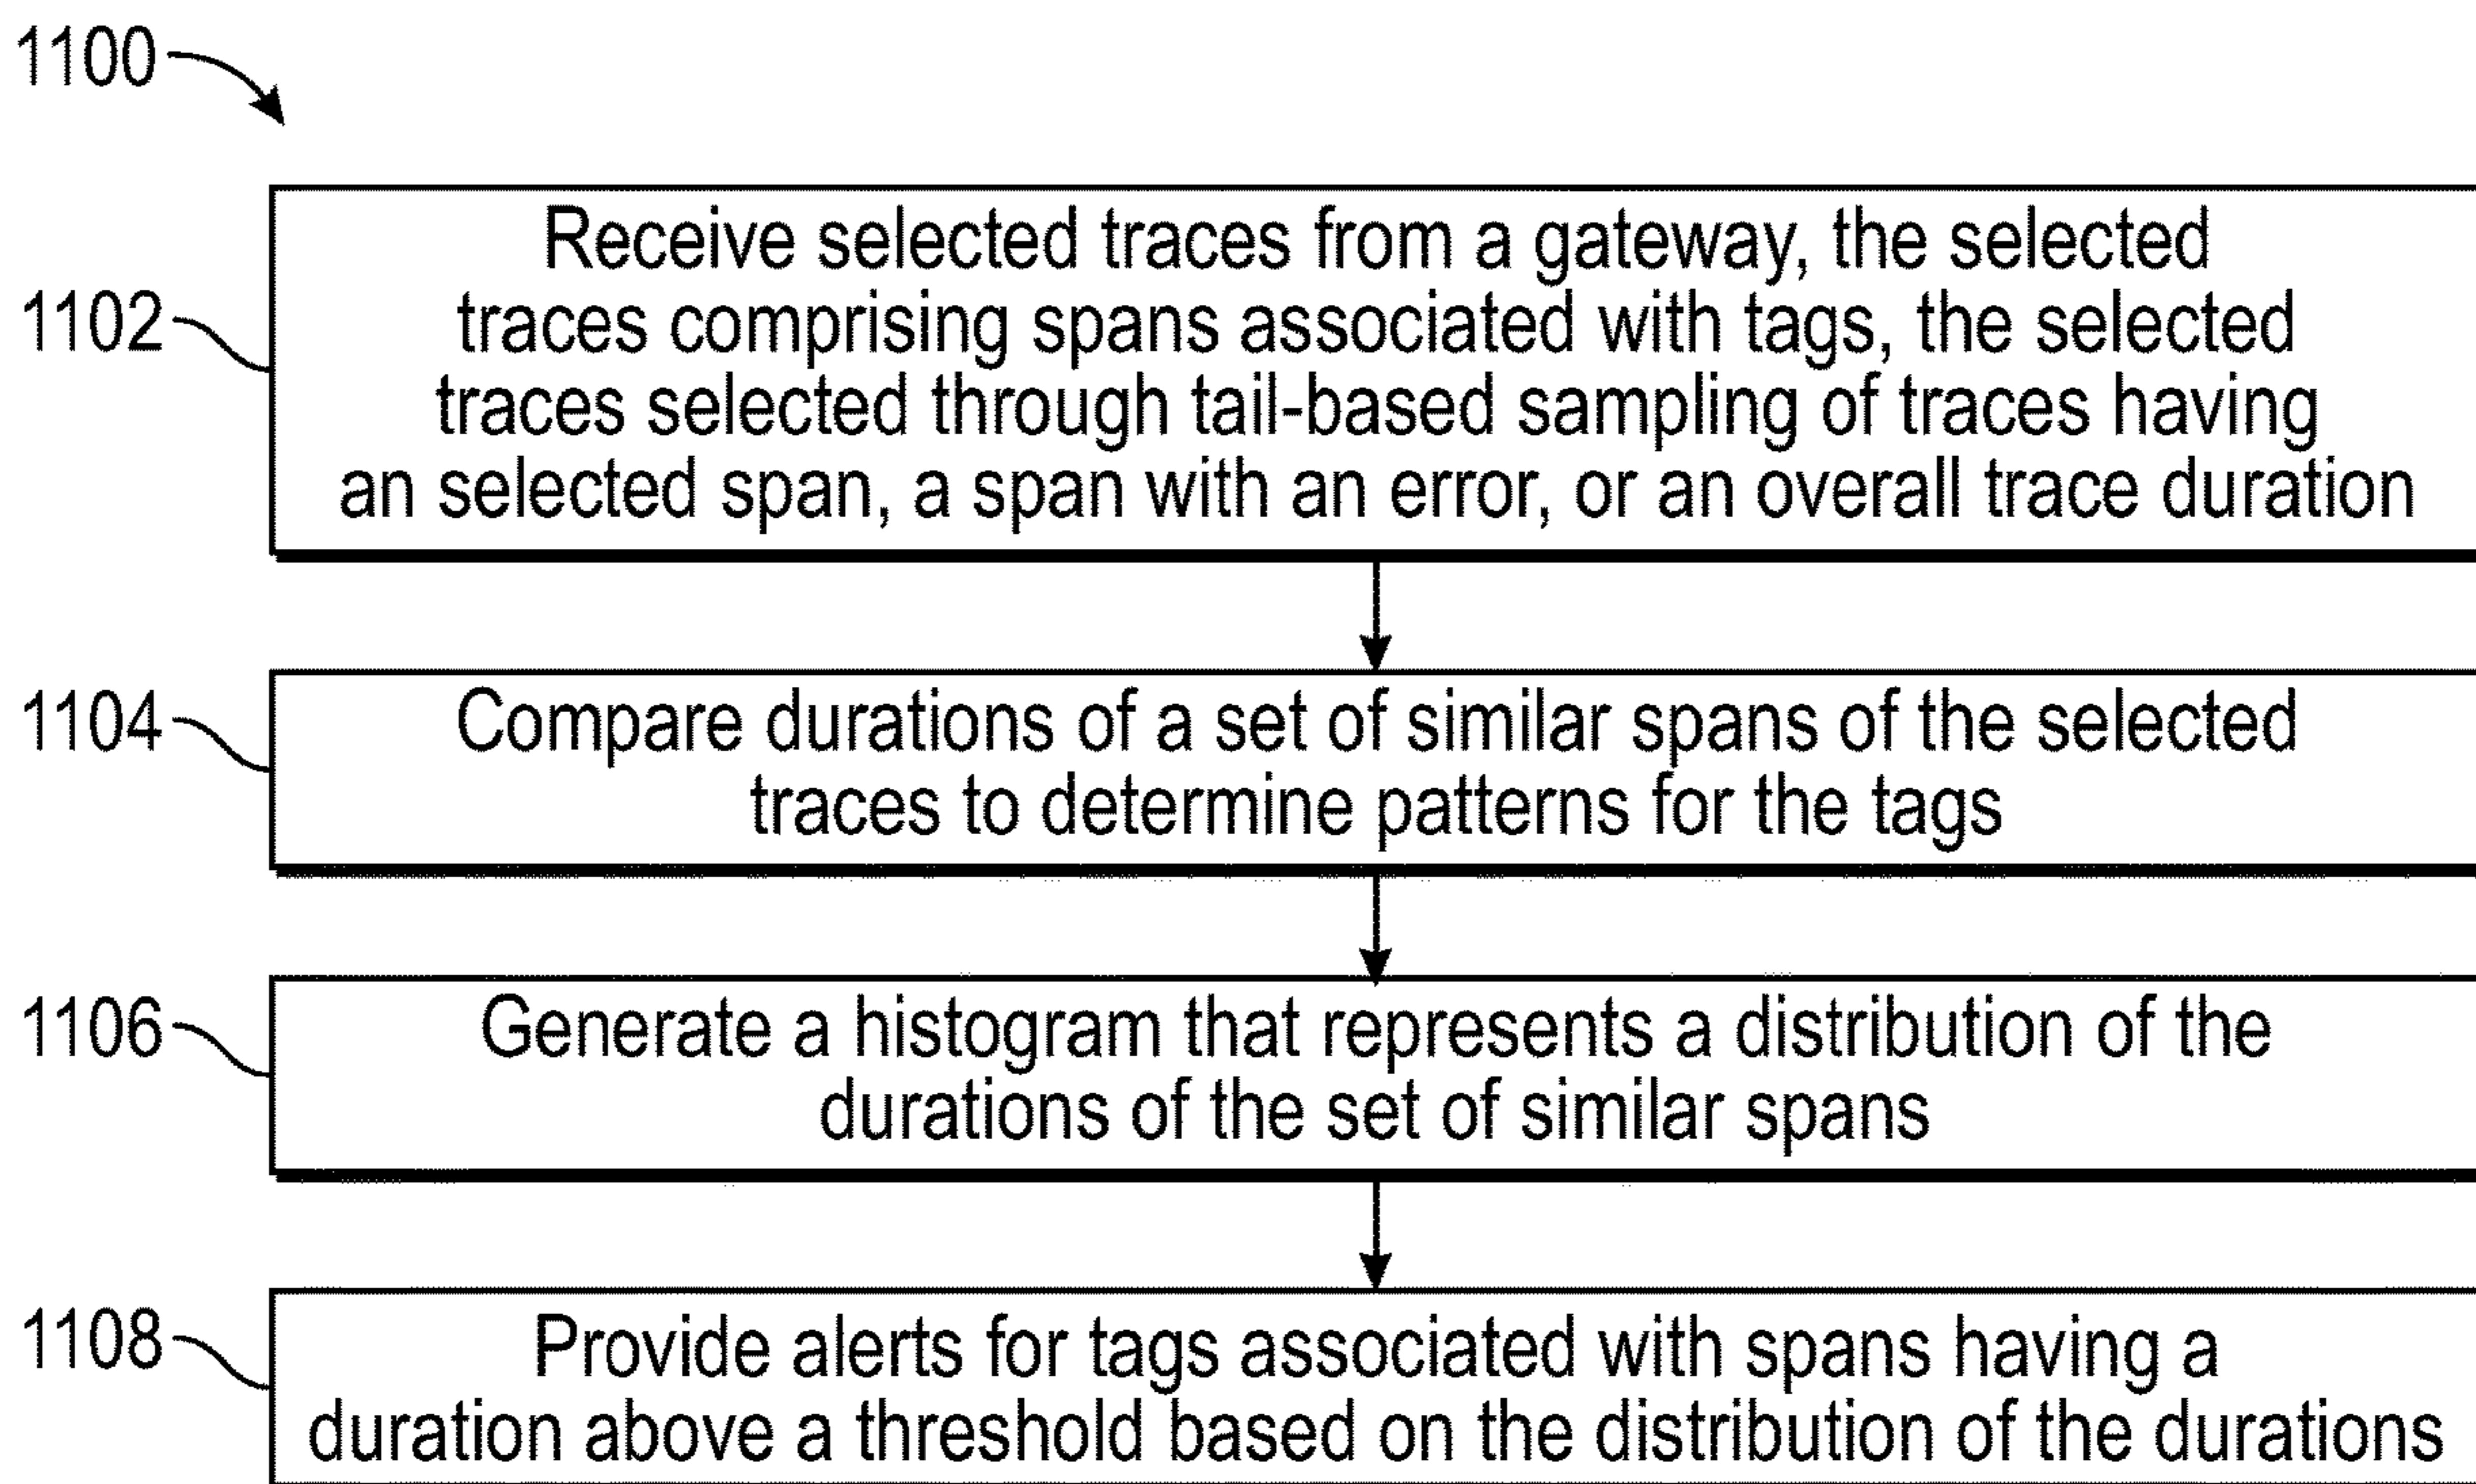 1100
1102
Receive selected traces from a gateway, the selected
traces comprising spans associated with tags, the selected
traces selected through tail-based sampling of traces having
an selected span, a span with an error, or an overall trace duration
1104
Compare durations of a set of similar spans of the selected
traces to determine patterns for the tags
1106
Generate a histogram that represents a distribution of the
durations of the set of similar spans
1108
Provide alerts for tags associated with spans having a
duration above a threshold based on the distribution of the durations